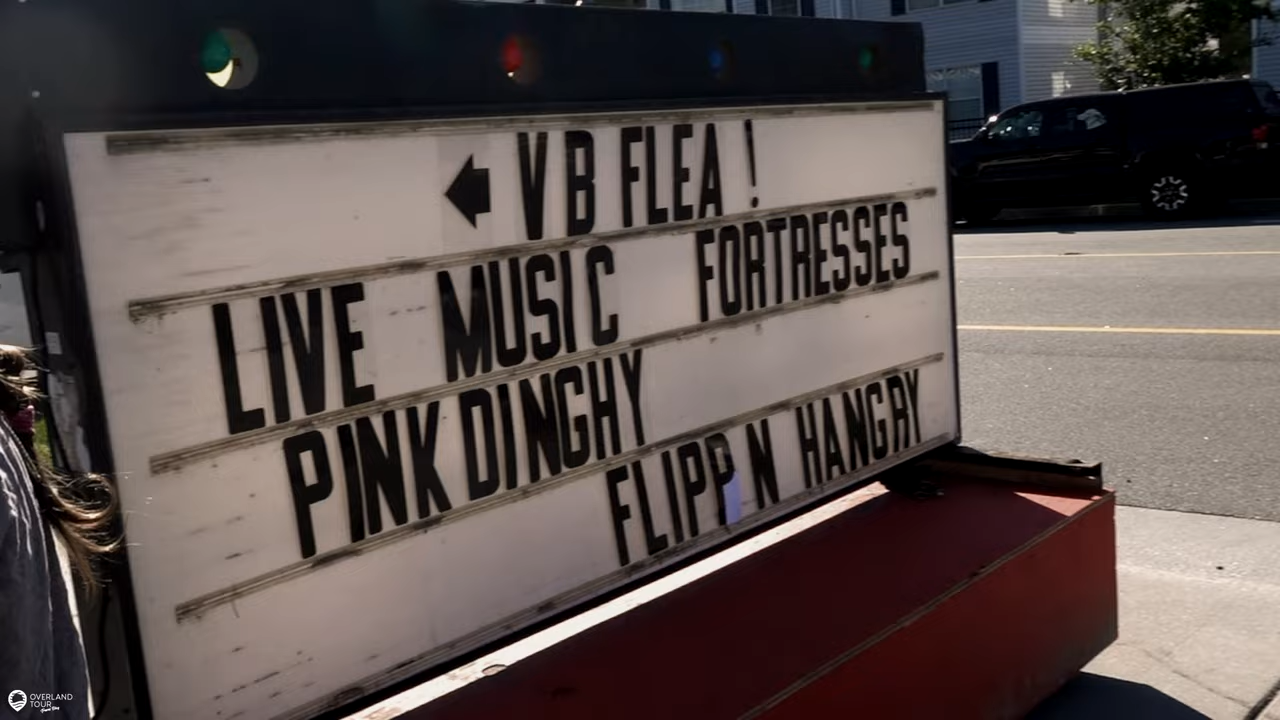 VB FLEA!
LIVE MUSIC FORTRESSES
PINK DINGHY
FLIPP N HANGRY
OVERLAND
TOUR